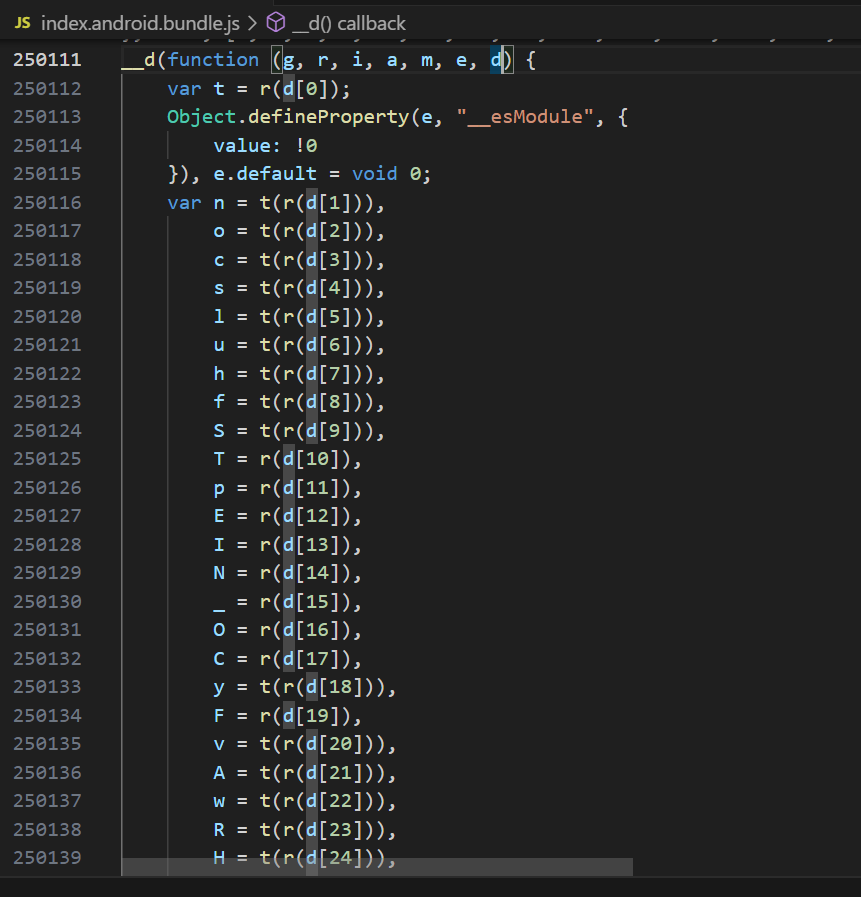 JS index.android.bundle.js > __d() callback
250111 __d(function (g, r, i, a, m, e, d) {
250112 var t = r(d[0]);
250113 Object.defineProperty(e, "__esModule", {
250114 value: !0
250115 }), e.default = void 0;
250116 var n = t(r(d[1])),
250117 o = t(r(d[2])),
250118 c = t(r(d[3])),
250119 s = t(r(d[4])),
250120 l = t(r(d[5])),
250121 u = t(r(d[6])),
250122 h = t(r(d[7])),
250123 f = t(r(d[8])),
250124 S = t(r(d[9])),
250125 T = r(d[10]),
250126 p = r(d[11]),
250127 E = r(d[12]),
250128 I = r(d[13]),
250129 N = r(d[14]),
250130 _ = r(d[15]),
250131 O = r(d[16]),
250132 C = r(d[17]),
250133 y = t(r(d[18])),
250134 F = r(d[19]),
250135 v = t(r(d[20])),
250136 A = t(r(d[21])),
250137 w = t(r(d[22])),
250138 R = t(r(d[23])),
250139 H = t(r(d[24])),